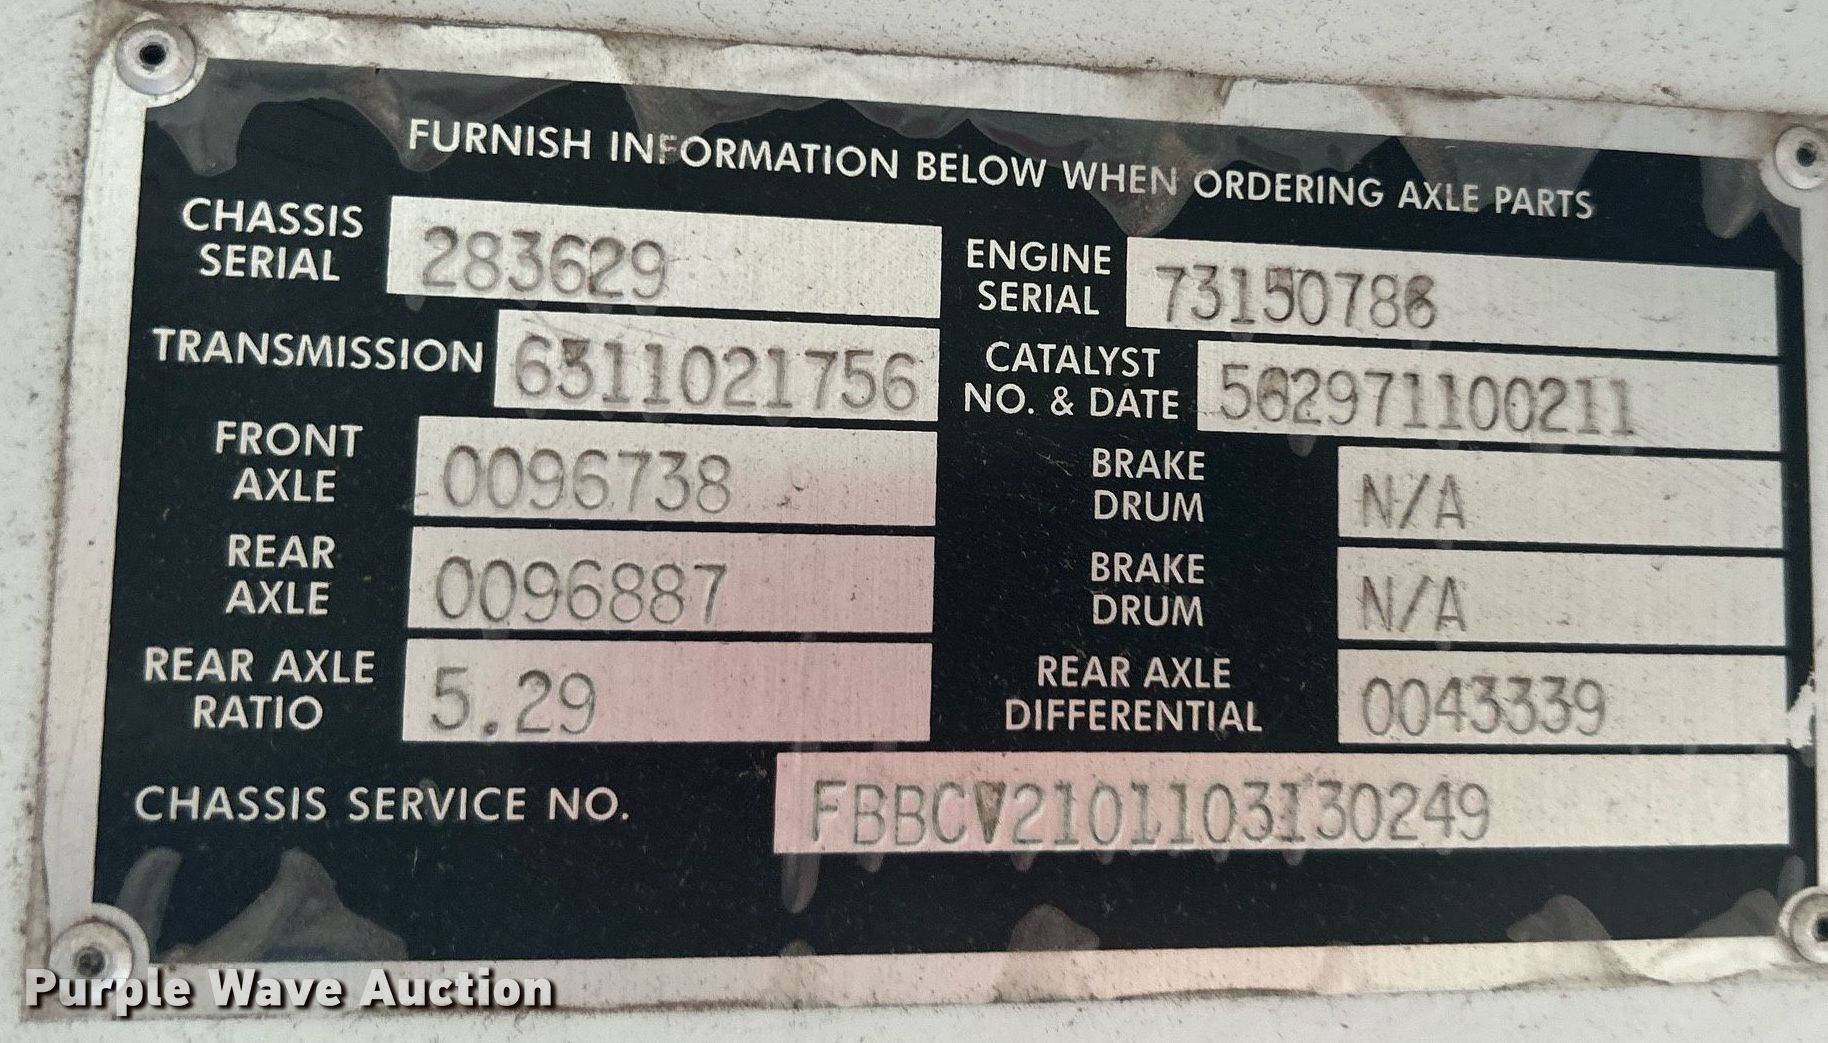 FURNISH INFORMATION BELOW WHEN ORDERING AXLE PARTS
CHASSIS
SERIAL
283629
ENGINE
SERIAL
73150786
TRANSMISSION
6311021756
CATALYST
NO. & DATE
562971100211
FRONT
AXLE
0096738
BRAKE
DRUM
N/A
REAR
AXLE
0096887
BRAKE
DRUM
N/A
REAR AXLE
RATIO
5.29
REAR AXLE
DIFFERENTIAL
0043339
CHASSIS SERVICE NO.
FBBCV2101103130249
Purple Wave Auction